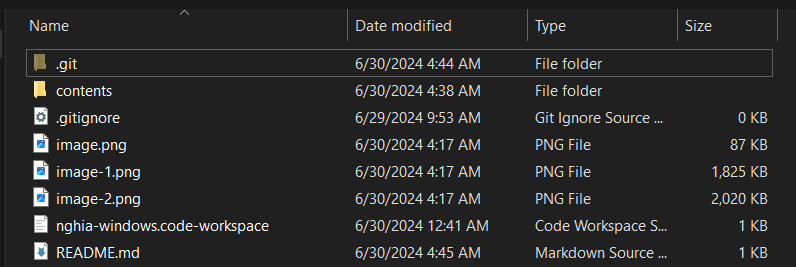 Name Date modified Type Size
.git 6/30/2024 4:44 AM File folder
contents 6/30/2024 4:38 AM File folder
.gitignore 6/29/2024 9:53 AM Git Ignore Source ... 0 KB
image.png 6/30/2024 4:17 AM PNG File 87 KB
image-1.png 6/30/2024 4:17 AM PNG File 1,825 KB
image-2.png 6/30/2024 4:17 AM PNG File 2,020 KB
nghia-windows.code-workspace 6/30/2024 12:41 AM Code Workspace S... 1 KB
README.md 6/30/2024 4:45 AM Markdown Source ... 1 KB